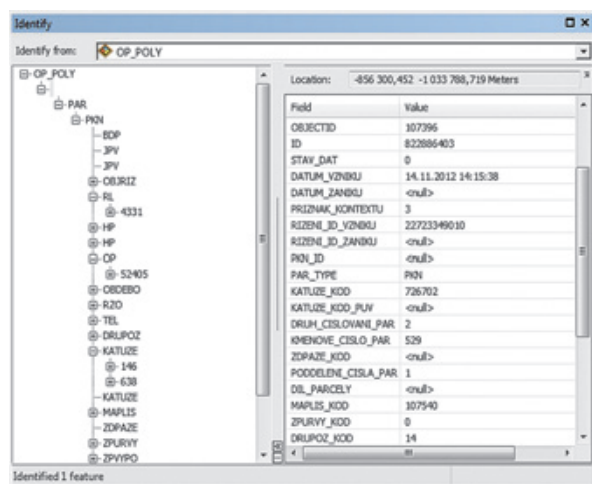 Identify
Identify from: OP_POLY
OP_POLY
PAR
PKN
BDP
JPV
JPV
OBJRIZ
RL
4331
HP
HP
OP
52405
OBDEBO
RZO
TEL
DRUPOZ
KATUZE
146
638
KATUZE
MAPLIS
ZDPAZE
ZPURVY
ZPVYPO
Location: -856 300,452 -1 033 788,719 Meters
Field Value
OBJECTID 107396
ID 822886403
STAV_DAT 0
DATUM_VZNIKU 14.11.2012 14:15:38
DATUM_ZANIKU <null>
PRIZNAK_KONTEXTU 3
RIZENI_ID_VZNIKU 22723349010
RIZENI_ID_ZANIKU <null>
PKN_ID <null>
PAR_TYPE PKN
KATUZE_KOD 726702
KATUZE_KOD_PUV <null>
DRUH_CISLOVANI_PAR 2
KMENOVE_CISLO_PAR 529
ZDPAZE_KOD <null>
PODDELENI_CISLA_PAR 1
DIL_PARCELY <null>
MAPLIS_KOD 107540
ZPURVY_KOD 0
DRUPOZ_KOD 14
Identified 1 feature